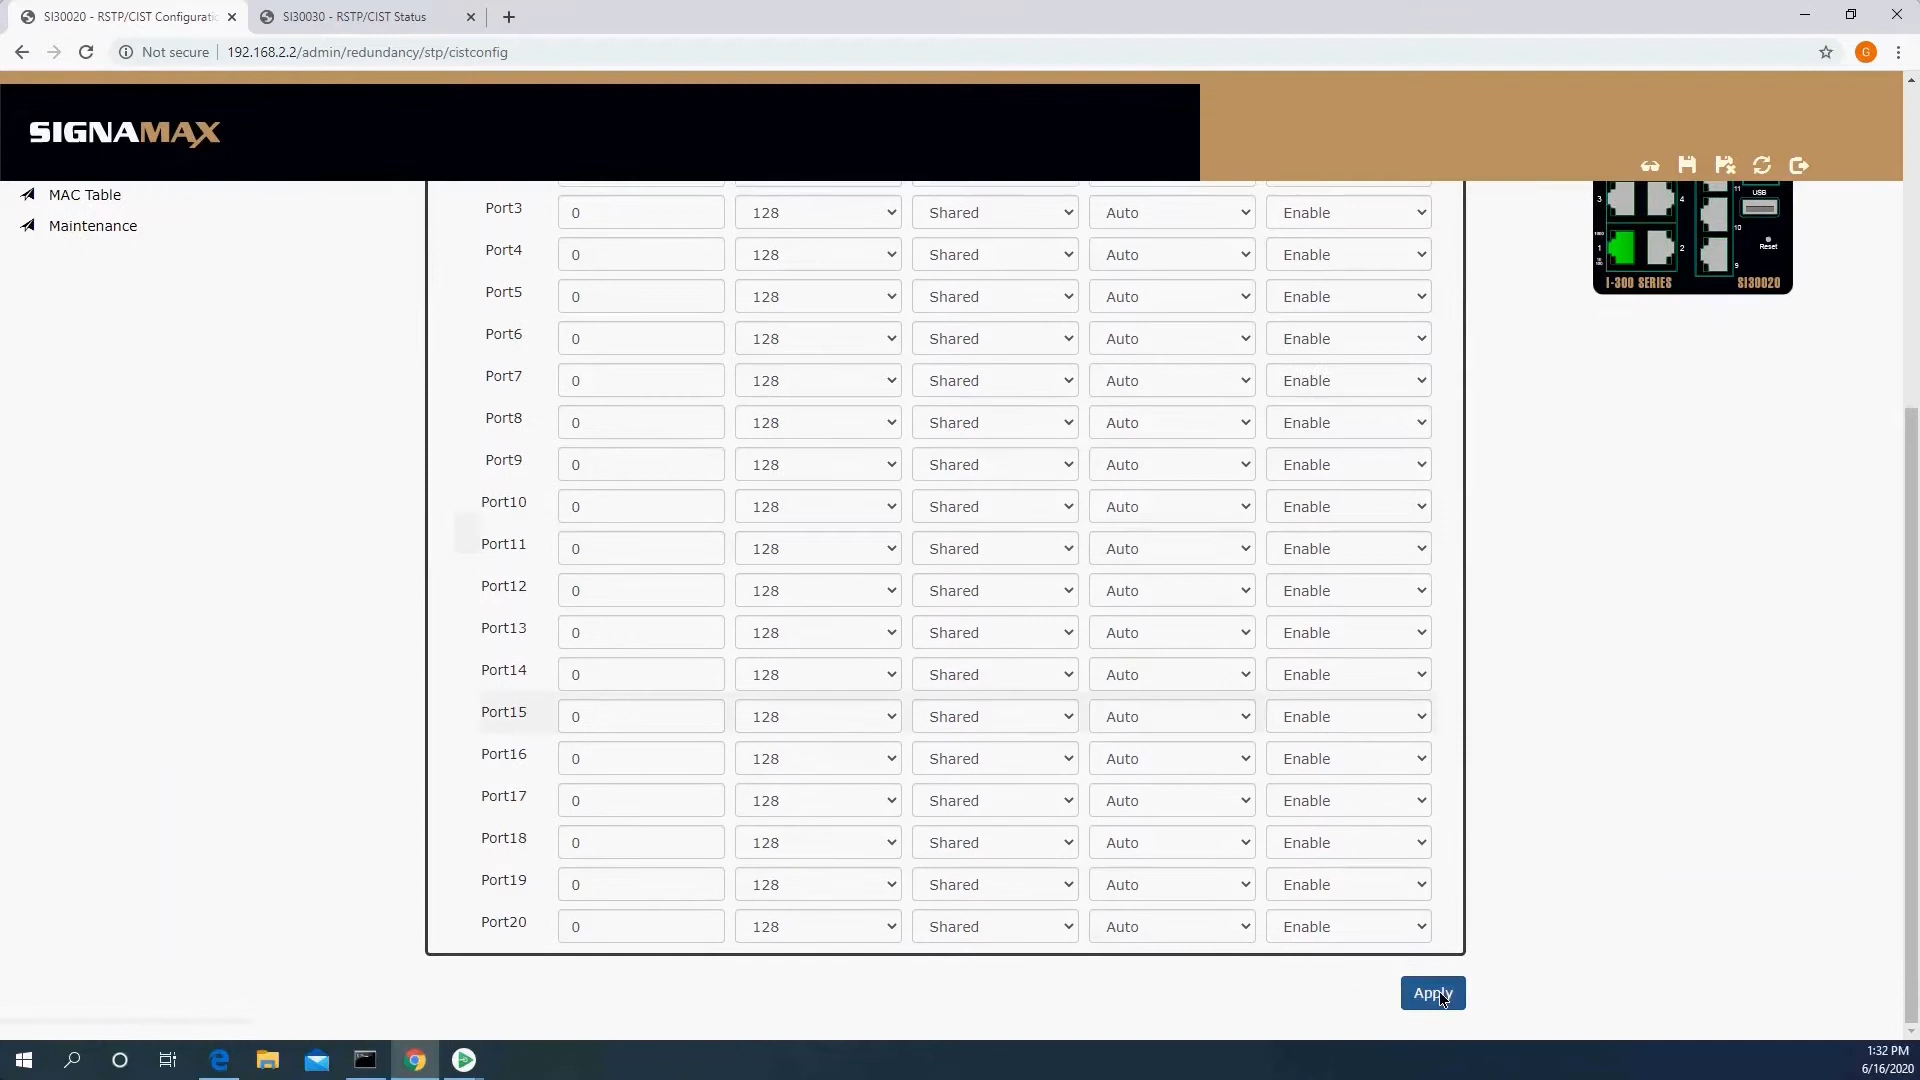 SI30020 - RSTP/CIST Configurati
SI30030 - RSTP/CIST Status
Not secure
192.168.2.2/admin/redundancy/stp/cistconfig
G
SIGNAMAX
MAC Table
Maintenance
Port3 0 128 Shared Auto Enable
Port4 0 128 Shared Auto Enable
Port5 0 128 Shared Auto Enable
Port6 0 128 Shared Auto Enable
Port7 0 128 Shared Auto Enable
Port8 0 128 Shared Auto Enable
Port9 0 128 Shared Auto Enable
Port10 0 128 Shared Auto Enable
Port11 0 128 Shared Auto Enable
Port12 0 128 Shared Auto Enable
Port13 0 128 Shared Auto Enable
Port14 0 128 Shared Auto Enable
Port15 0 128 Shared Auto Enable
Port16 0 128 Shared Auto Enable
Port17 0 128 Shared Auto Enable
Port18 0 128 Shared Auto Enable
Port19 0 128 Shared Auto Enable
Port20 0 128 Shared Auto Enable
Apply
11 USB
3 4
10
1 2 Reset
9
I-300 SERIES SI30020
1:32 PM
6/16/2020